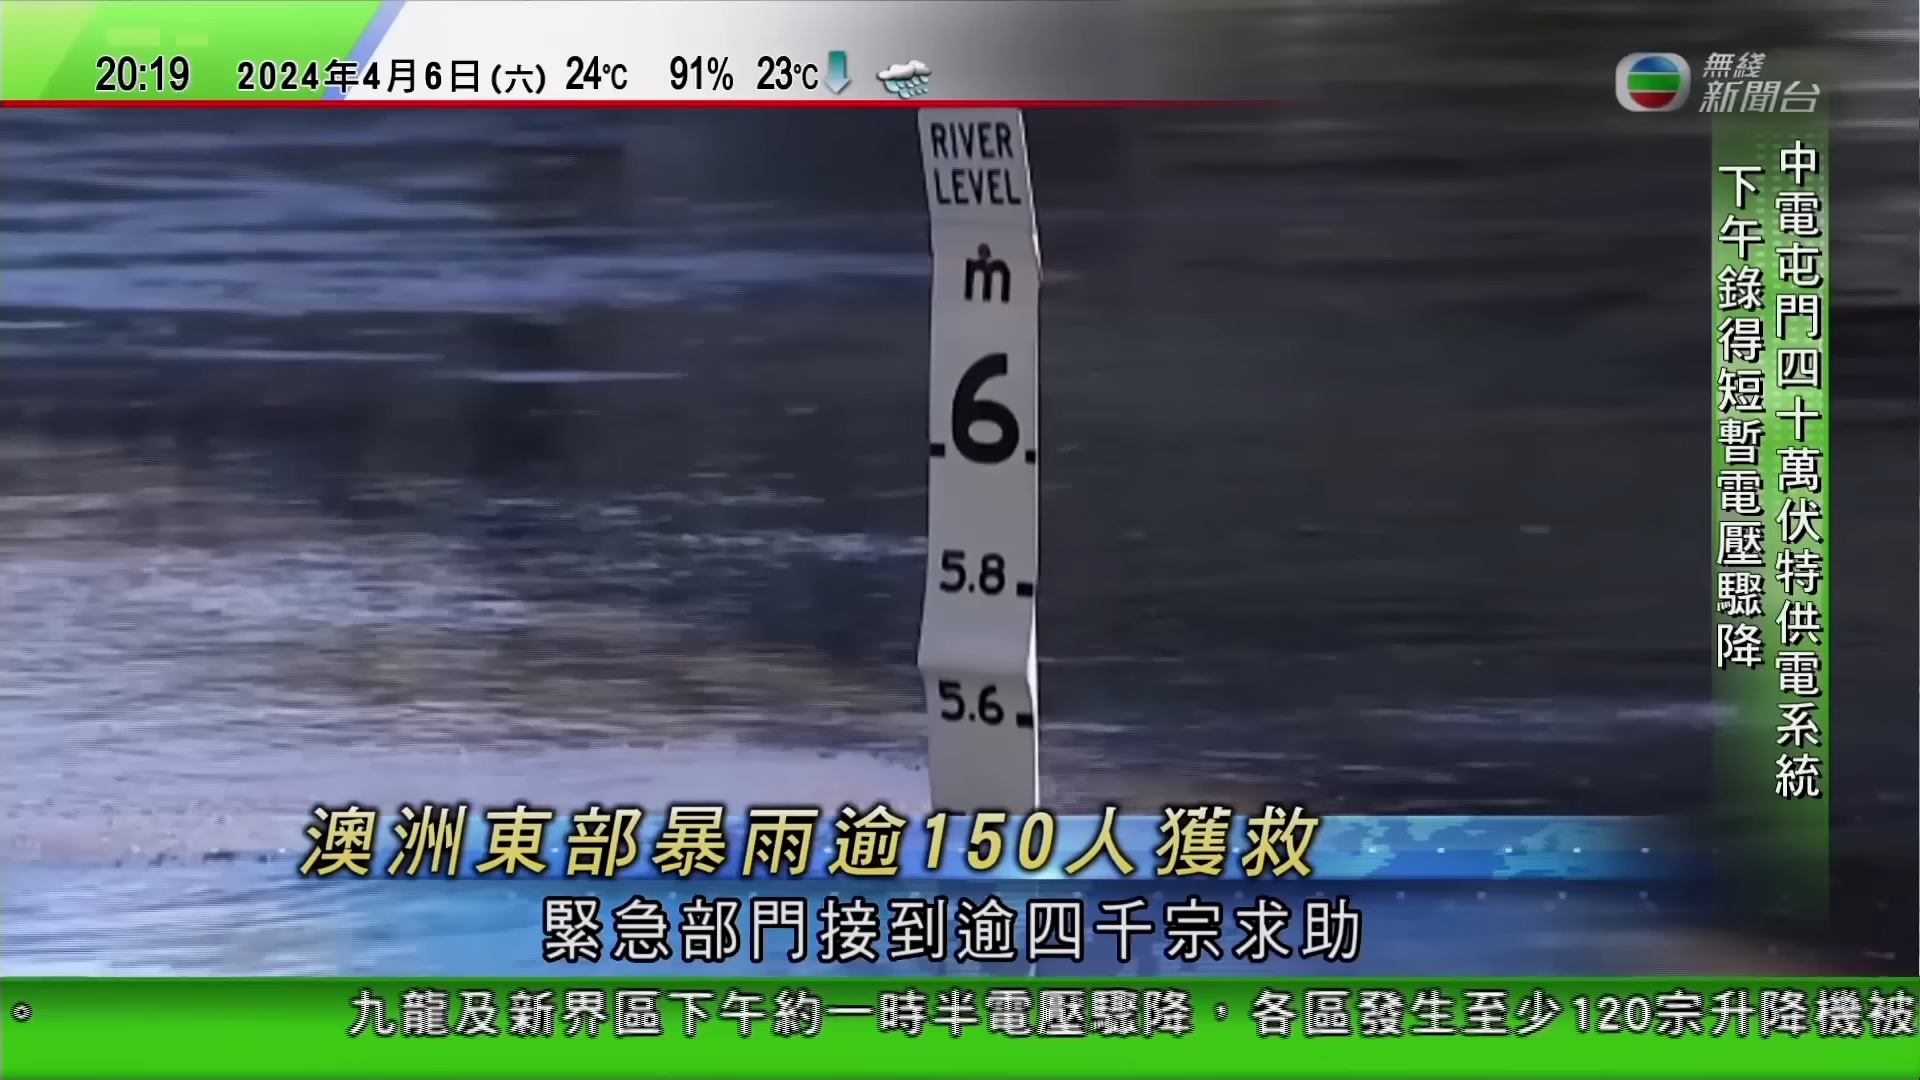 20:19 2024年4月6日(六) 24℃ 91% 23℃
無綫
新聞台
RIVER
LEVEL
m
6
5.8
5.6
中電屯門四十萬伏特供電系統
下午錄得短暫電壓驟降
澳洲東部暴雨逾150人獲救
緊急部門接到逾四千宗求助
。 九龍及新界區下午約一時半電壓驟降，各區發生至少120宗升降機被